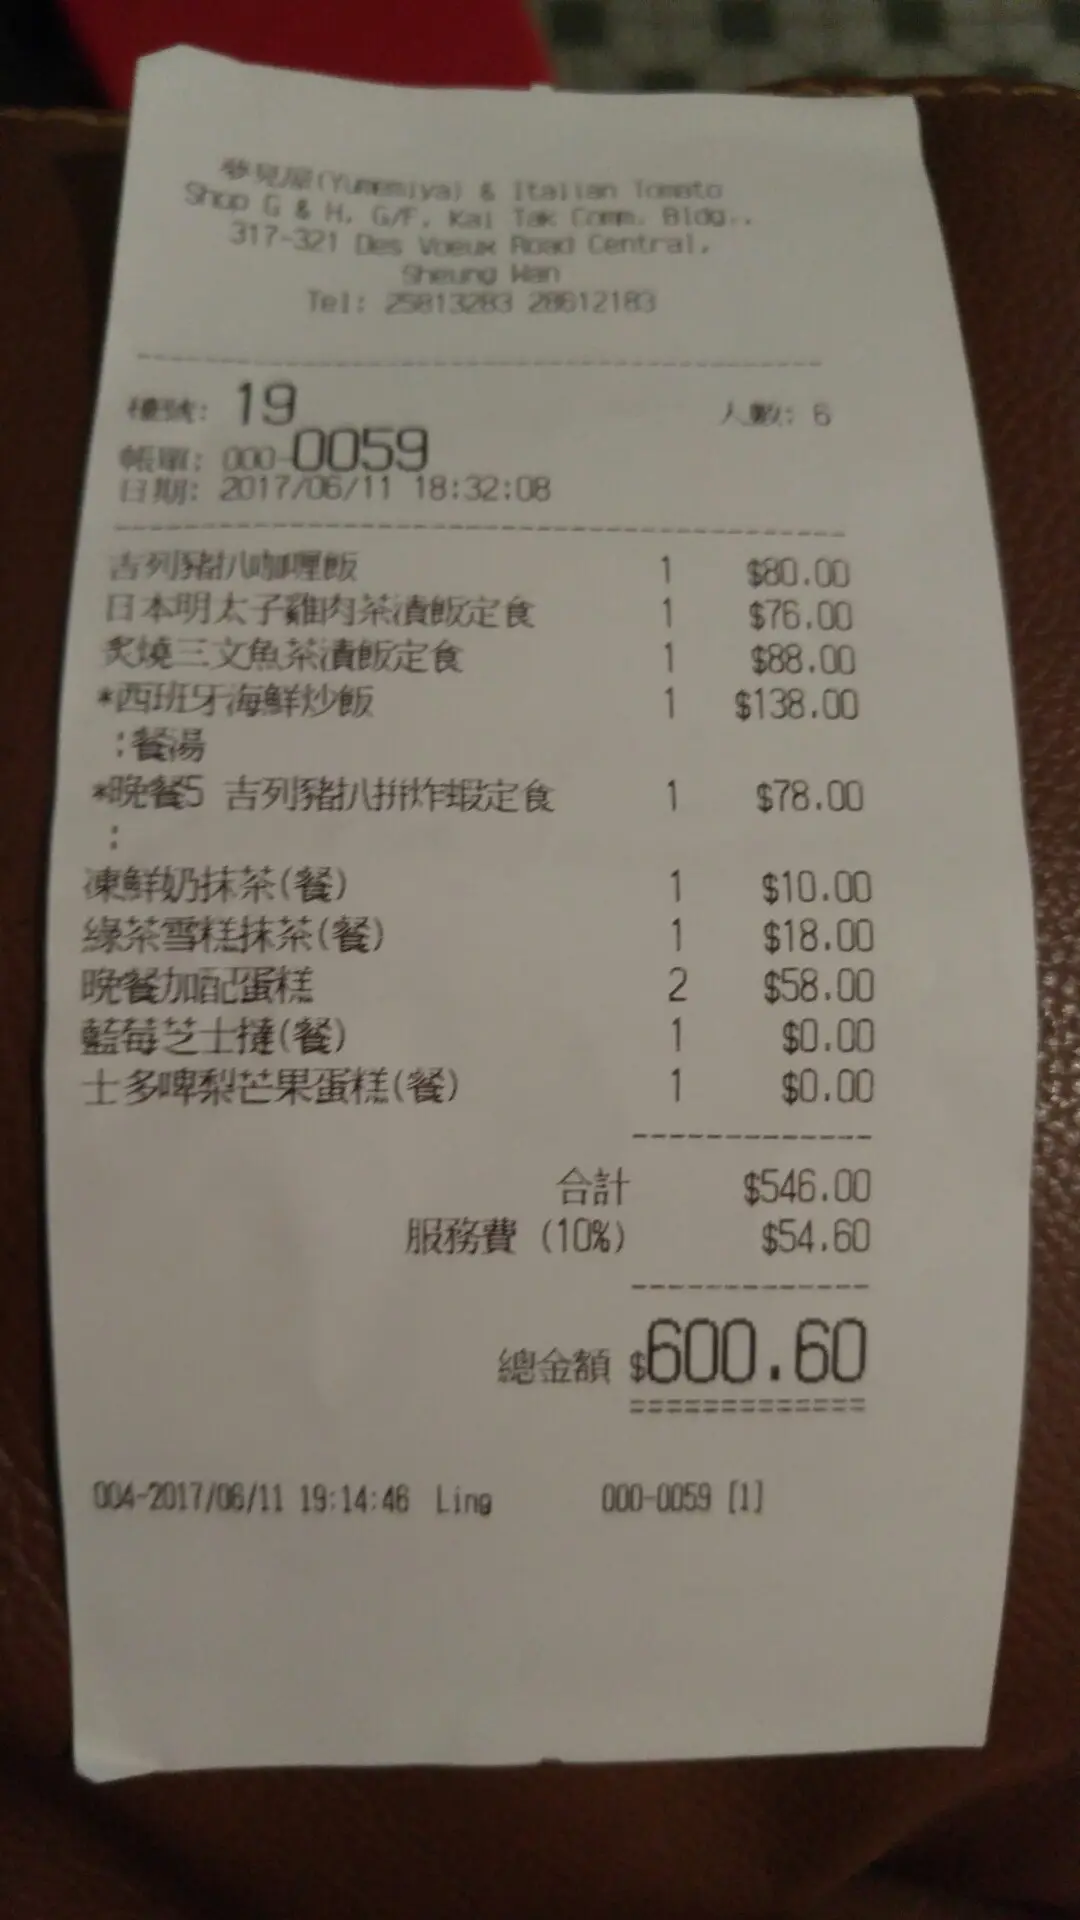 夢見屋(Yumemiya) & Italian Tomato
Shop G & H, G/F, Kai Tak Comm. Bldg.,
317-321 Des Voeux Road Central,
Sheung Wan
Tel: 25813283 28612183
檯號: 19 人數: 6
帳單: 000-0059
日期: 2017/06/11 18:32:08
吉列豬扒咖喱飯 1 $80.00
日本明太子雞肉茶漬飯定食 1 $76.00
炙燒三文魚茶漬飯定食 1 $88.00
*西班牙海鮮炒飯 1 $138.00
:餐湯
*晚餐5 吉列豬扒拼炸蝦定食 1 $78.00
:
凍鮮奶抹茶(餐) 1 $10.00
綠茶雪糕抹茶(餐) 1 $18.00
晚餐加配蛋糕 2 $58.00
藍莓芝士撻(餐) 1 $0.00
士多啤梨芒果蛋糕(餐) 1 $0.00
合計 $546.00
服務費 (10%) $54.60
總金額 $600.60
004-2017/06/11 19:14:46 Ling 000-0059 [1]